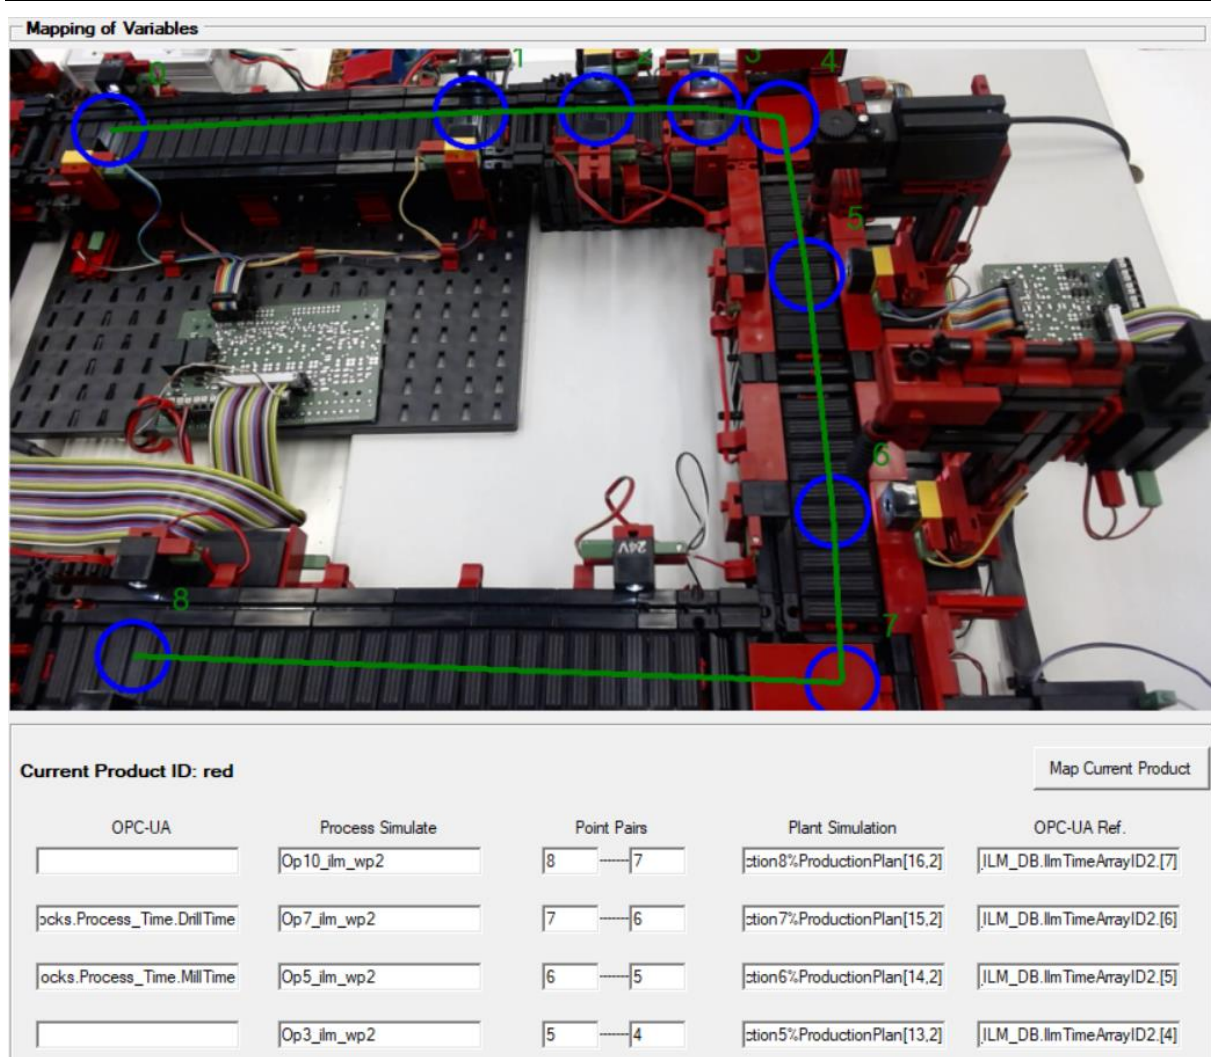 Mapping of Variables
0 1 2 3 4
5
6
24V
8
7
Current Product ID: red
Map Current Product
OPC-UA Process Simulate Point Pairs Plant Simulation OPC-UA Ref.
Op10_ilm_wp2 8 ------- 7 ction8%ProductionPlan[16,2] ILM_DB.IlmTimeArrayID2.[7]
ocks.Process_Time.DrillTime Op7_ilm_wp2 7 ------- 6 ction7%ProductionPlan[15,2] ILM_DB.IlmTimeArrayID2.[6]
ocks.Process_Time.MillTime Op5_ilm_wp2 6 ------- 5 ction6%ProductionPlan[14,2] ILM_DB.IlmTimeArrayID2.[5]
Op3_ilm_wp2 5 ------- 4 ction5%ProductionPlan[13,2] ILM_DB.IlmTimeArrayID2.[4]